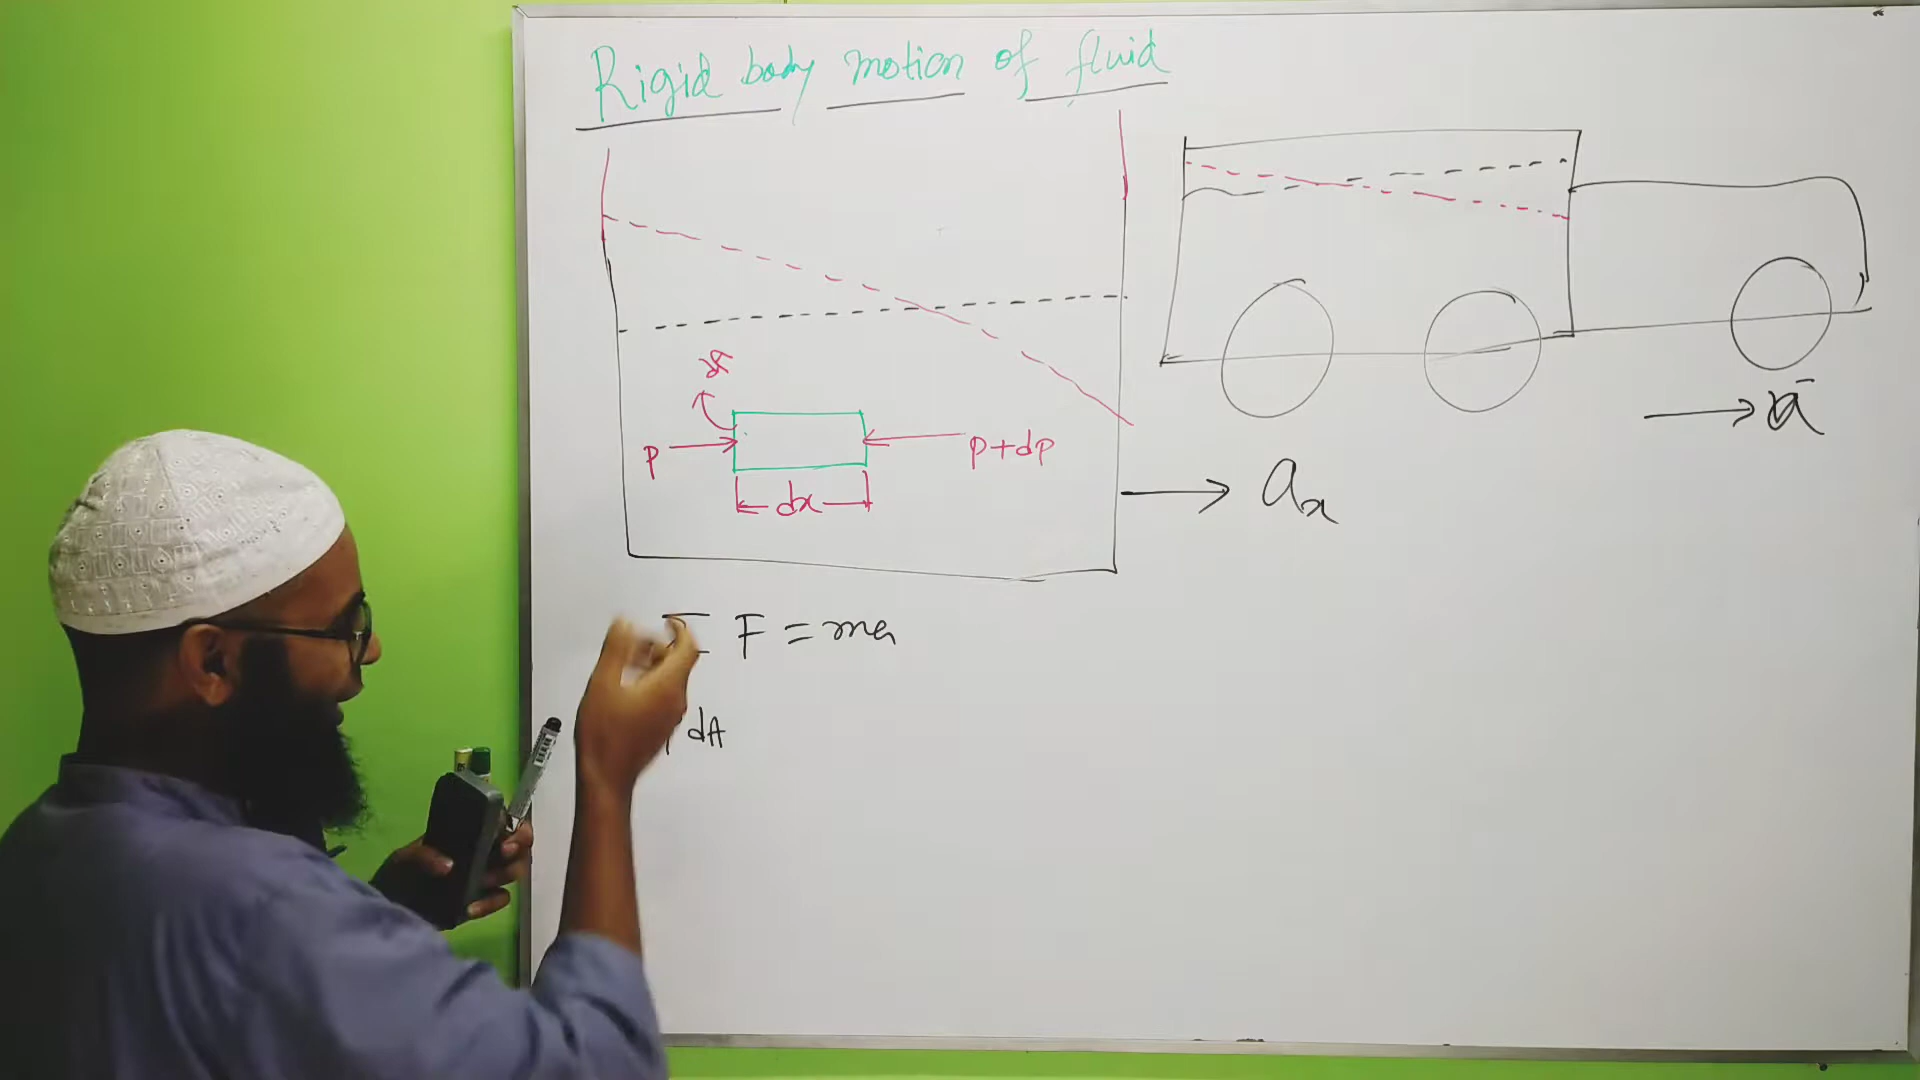 Rigid body motion of fluid
P
P+dp
dx
a
aₓ
Σ F = ma
dA